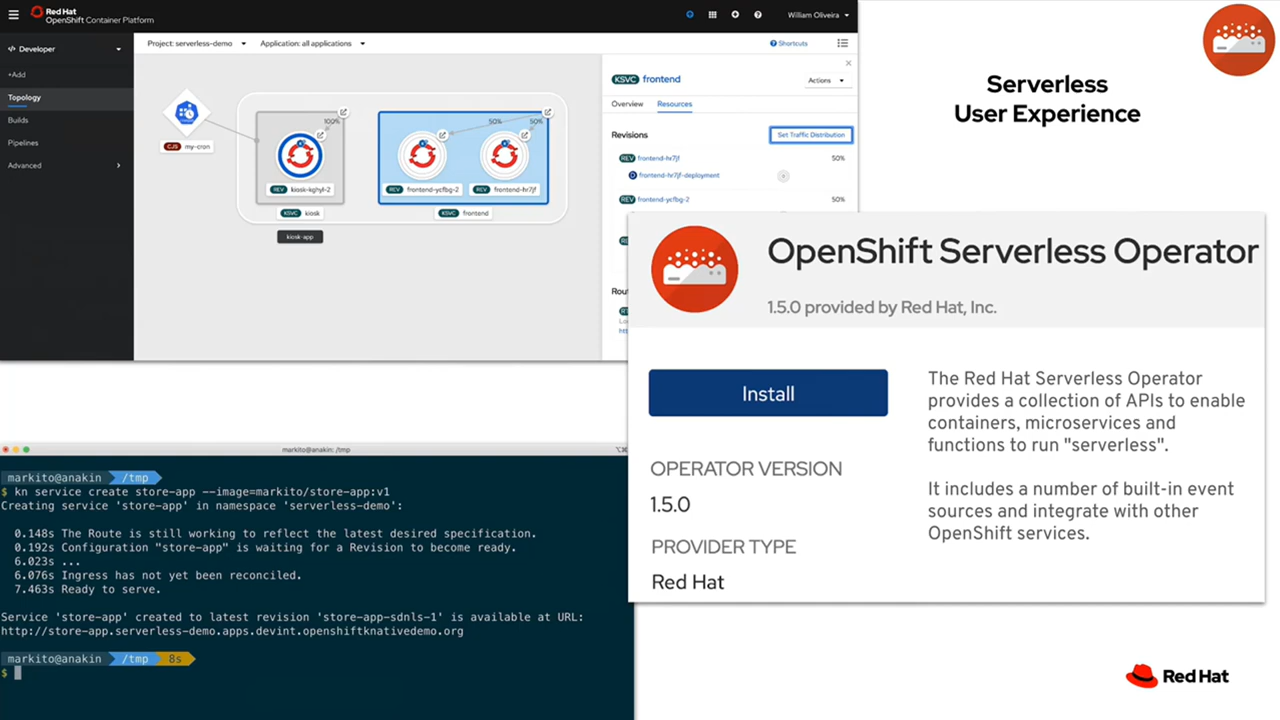 Red Hat
OpenShift Container Platform
William Oliveira
Developer
+Add
Topology
Builds
Pipelines
Advanced
Project: serverless-demo
Application: all applications
Shortcuts
CJS my-cron
100%
REV kiosk-kghyl-2
KSVC kiosk
kiosk-app
50%
50%
REV frontend-ycfbg-2
REV frontend-hr7jf
KSVC frontend
KSVC frontend
Actions
Overview
Resources
Revisions
Set Traffic Distribution
REV frontend-hr7jf
50%
frontend-hr7jf-deployment
REV frontend-ycfbg-2
50%
Serverless
User Experience
OpenShift Serverless Operator
1.5.0 provided by Red Hat, Inc.
Install
OPERATOR VERSION
1.5.0
PROVIDER TYPE
Red Hat
The Red Hat Serverless Operator
provides a collection of APIs to enable
containers, microservices and
functions to run "serverless".
It includes a number of built-in event
sources and integrate with other
OpenShift services.
markito@anakin: /tmp
markito@anakin /tmp
$ kn service create store-app --image=markito/store-app:v1
Creating service 'store-app' in namespace 'serverless-demo':
0.148s The Route is still working to reflect the latest desired specification.
0.192s Configuration "store-app" is waiting for a Revision to become ready.
6.023s ...
6.076s Ingress has not yet been reconciled.
7.463s Ready to serve.
Service 'store-app' created to latest revision 'store-app-sdnls-1' is available at URL:
http://store-app.serverless-demo.apps.devint.openshiftknativedemo.org
markito@anakin /tmp 8s
$
Red Hat